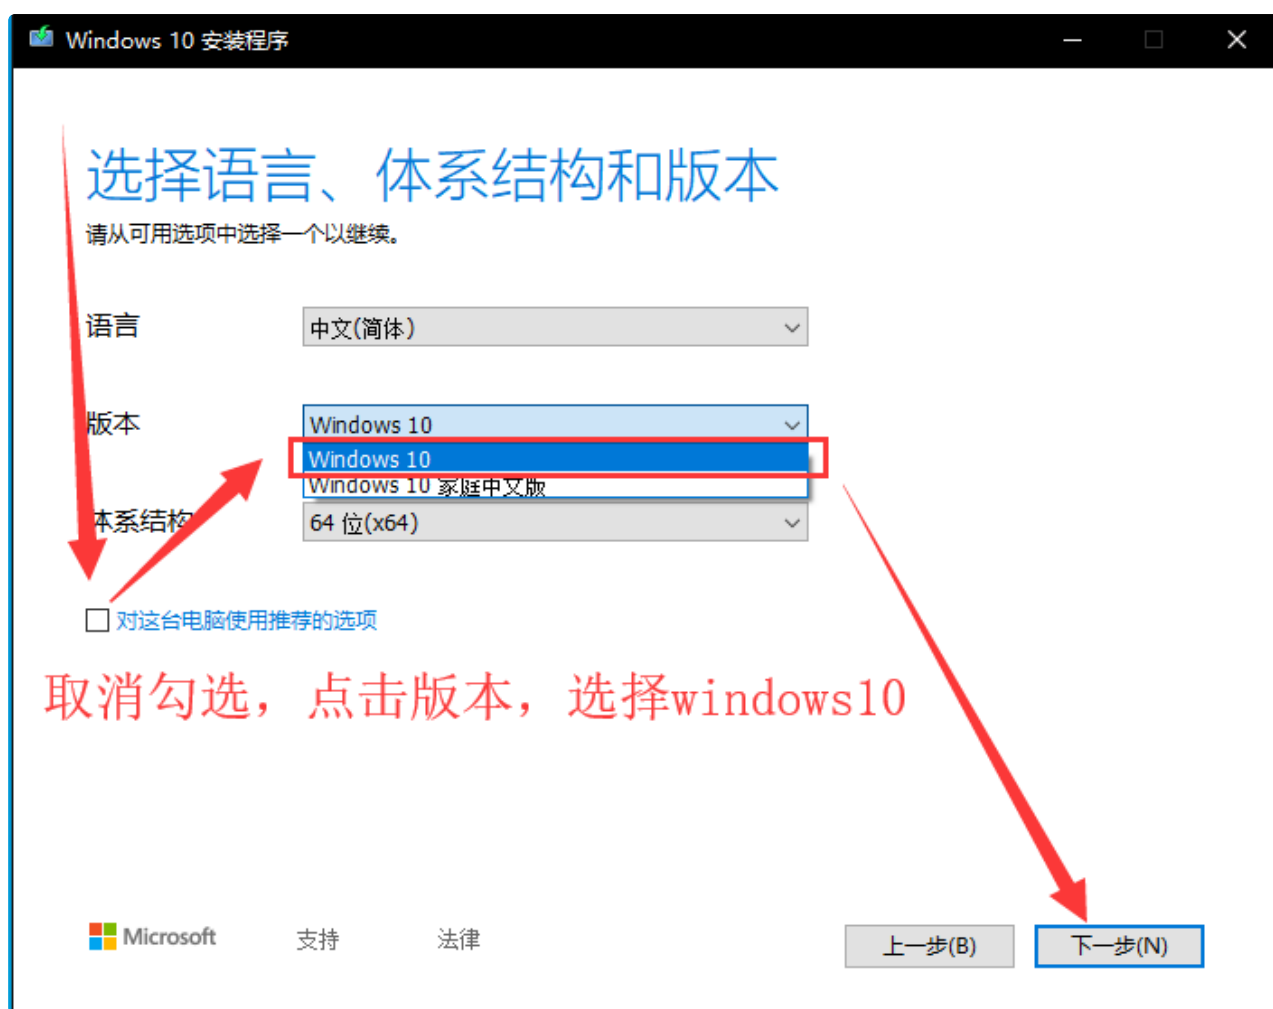 Windows 10 安装程序
选择语言、体系结构和版本
请从可用选项中选择一个以继续。
语言
中文(简体)
版本
Windows 10
Windows 10
Windows 10 家庭中文版
体系结构
64 位(x64)
对这台电脑使用推荐的选项
取消勾选，点击版本，选择windows10
Microsoft
支持
法律
上一步(B)
下一步(N)